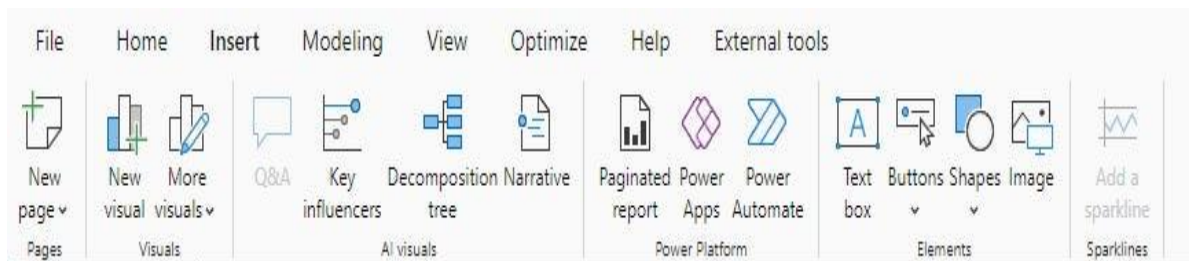 File Home Insert Modeling View Optimize Help External tools
New page New visual More visuals Q&A Key influencers Decomposition tree Narrative Paginated report Power Apps Power Automate Text box Buttons Shapes Image Add a sparkline
Pages Visuals AI visuals Power Platform Elements Sparklines